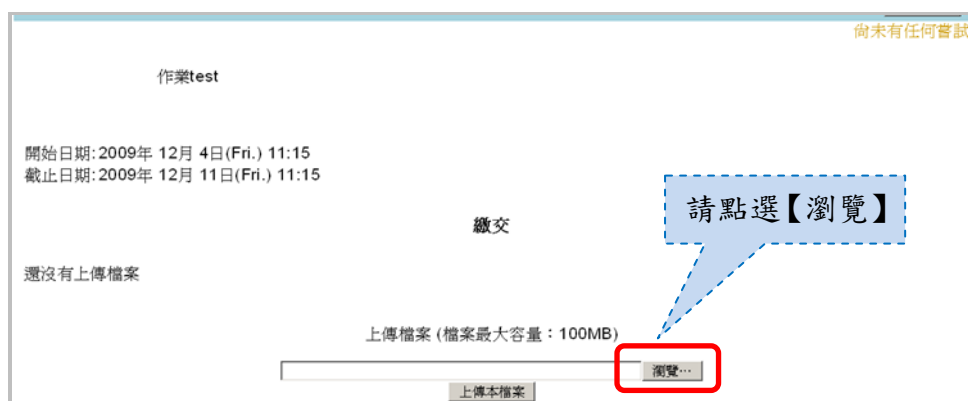 尚未有任何嘗試
作業test
開始日期:2009年 12月 4日(Fri.) 11:15
截止日期:2009年 12月 11日(Fri.) 11:15
請點選【瀏覽】
繳交
還沒有上傳檔案
上傳檔案 (檔案最大容量：100MB)
瀏覽…
上傳本檔案